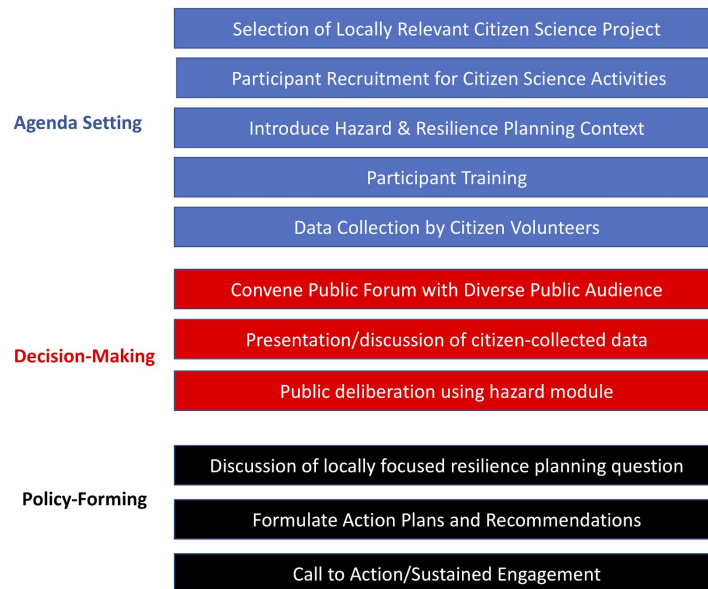 Selection of Locally Relevant Citizen Science Project
Participant Recruitment for Citizen Science Activities
Agenda Setting
Introduce Hazard & Resilience Planning Context
Participant Training
Data Collection by Citizen Volunteers
Convene Public Forum with Diverse Public Audience
Decision-Making
Presentation/discussion of citizen-collected data
Public deliberation using hazard module
Discussion of locally focused resilience planning question
Policy-Forming
Formulate Action Plans and Recommendations
Call to Action/Sustained Engagement